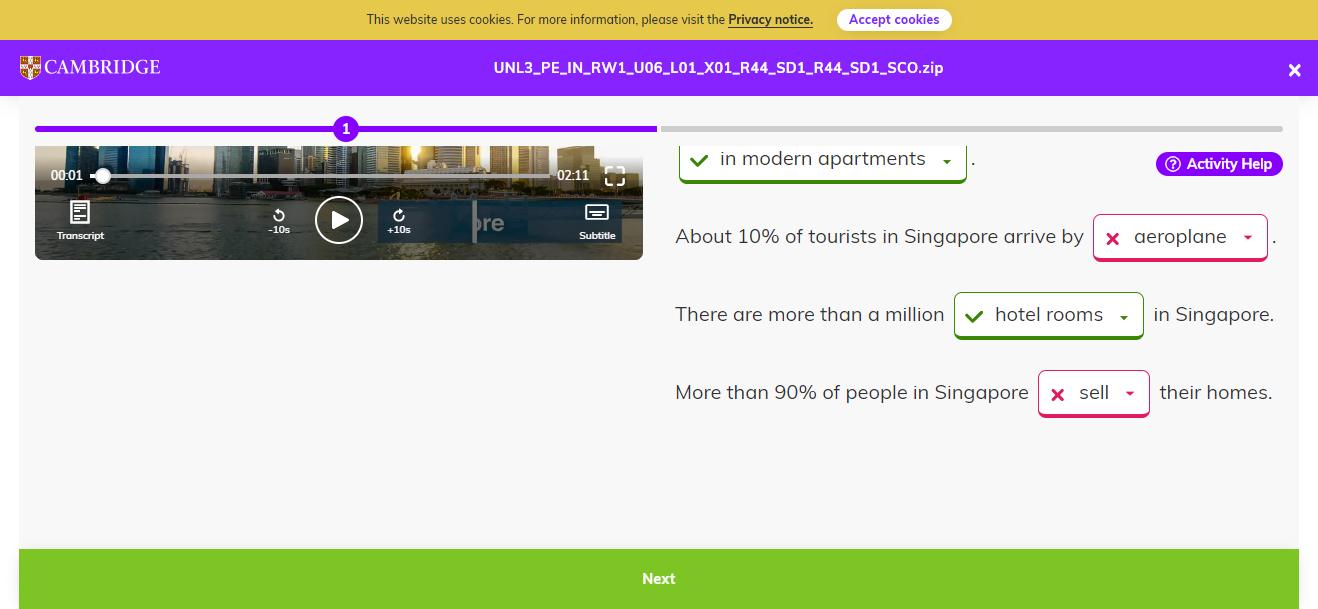 This website uses cookies. For more information, please visit the Privacy notice. Accept cookies
CAMBRIDGE
UNL3_PE_IN_RW1_U06_L01_X01_R44_SD1_R44_SD1_SCO.zip
1
00:01
02:11
Transcript
-10s
+10s
ore
Subtitle
in modern apartments .
Activity Help
About 10% of tourists in Singapore arrive by aeroplane .
There are more than a million hotel rooms in Singapore.
More than 90% of people in Singapore sell their homes.
Next